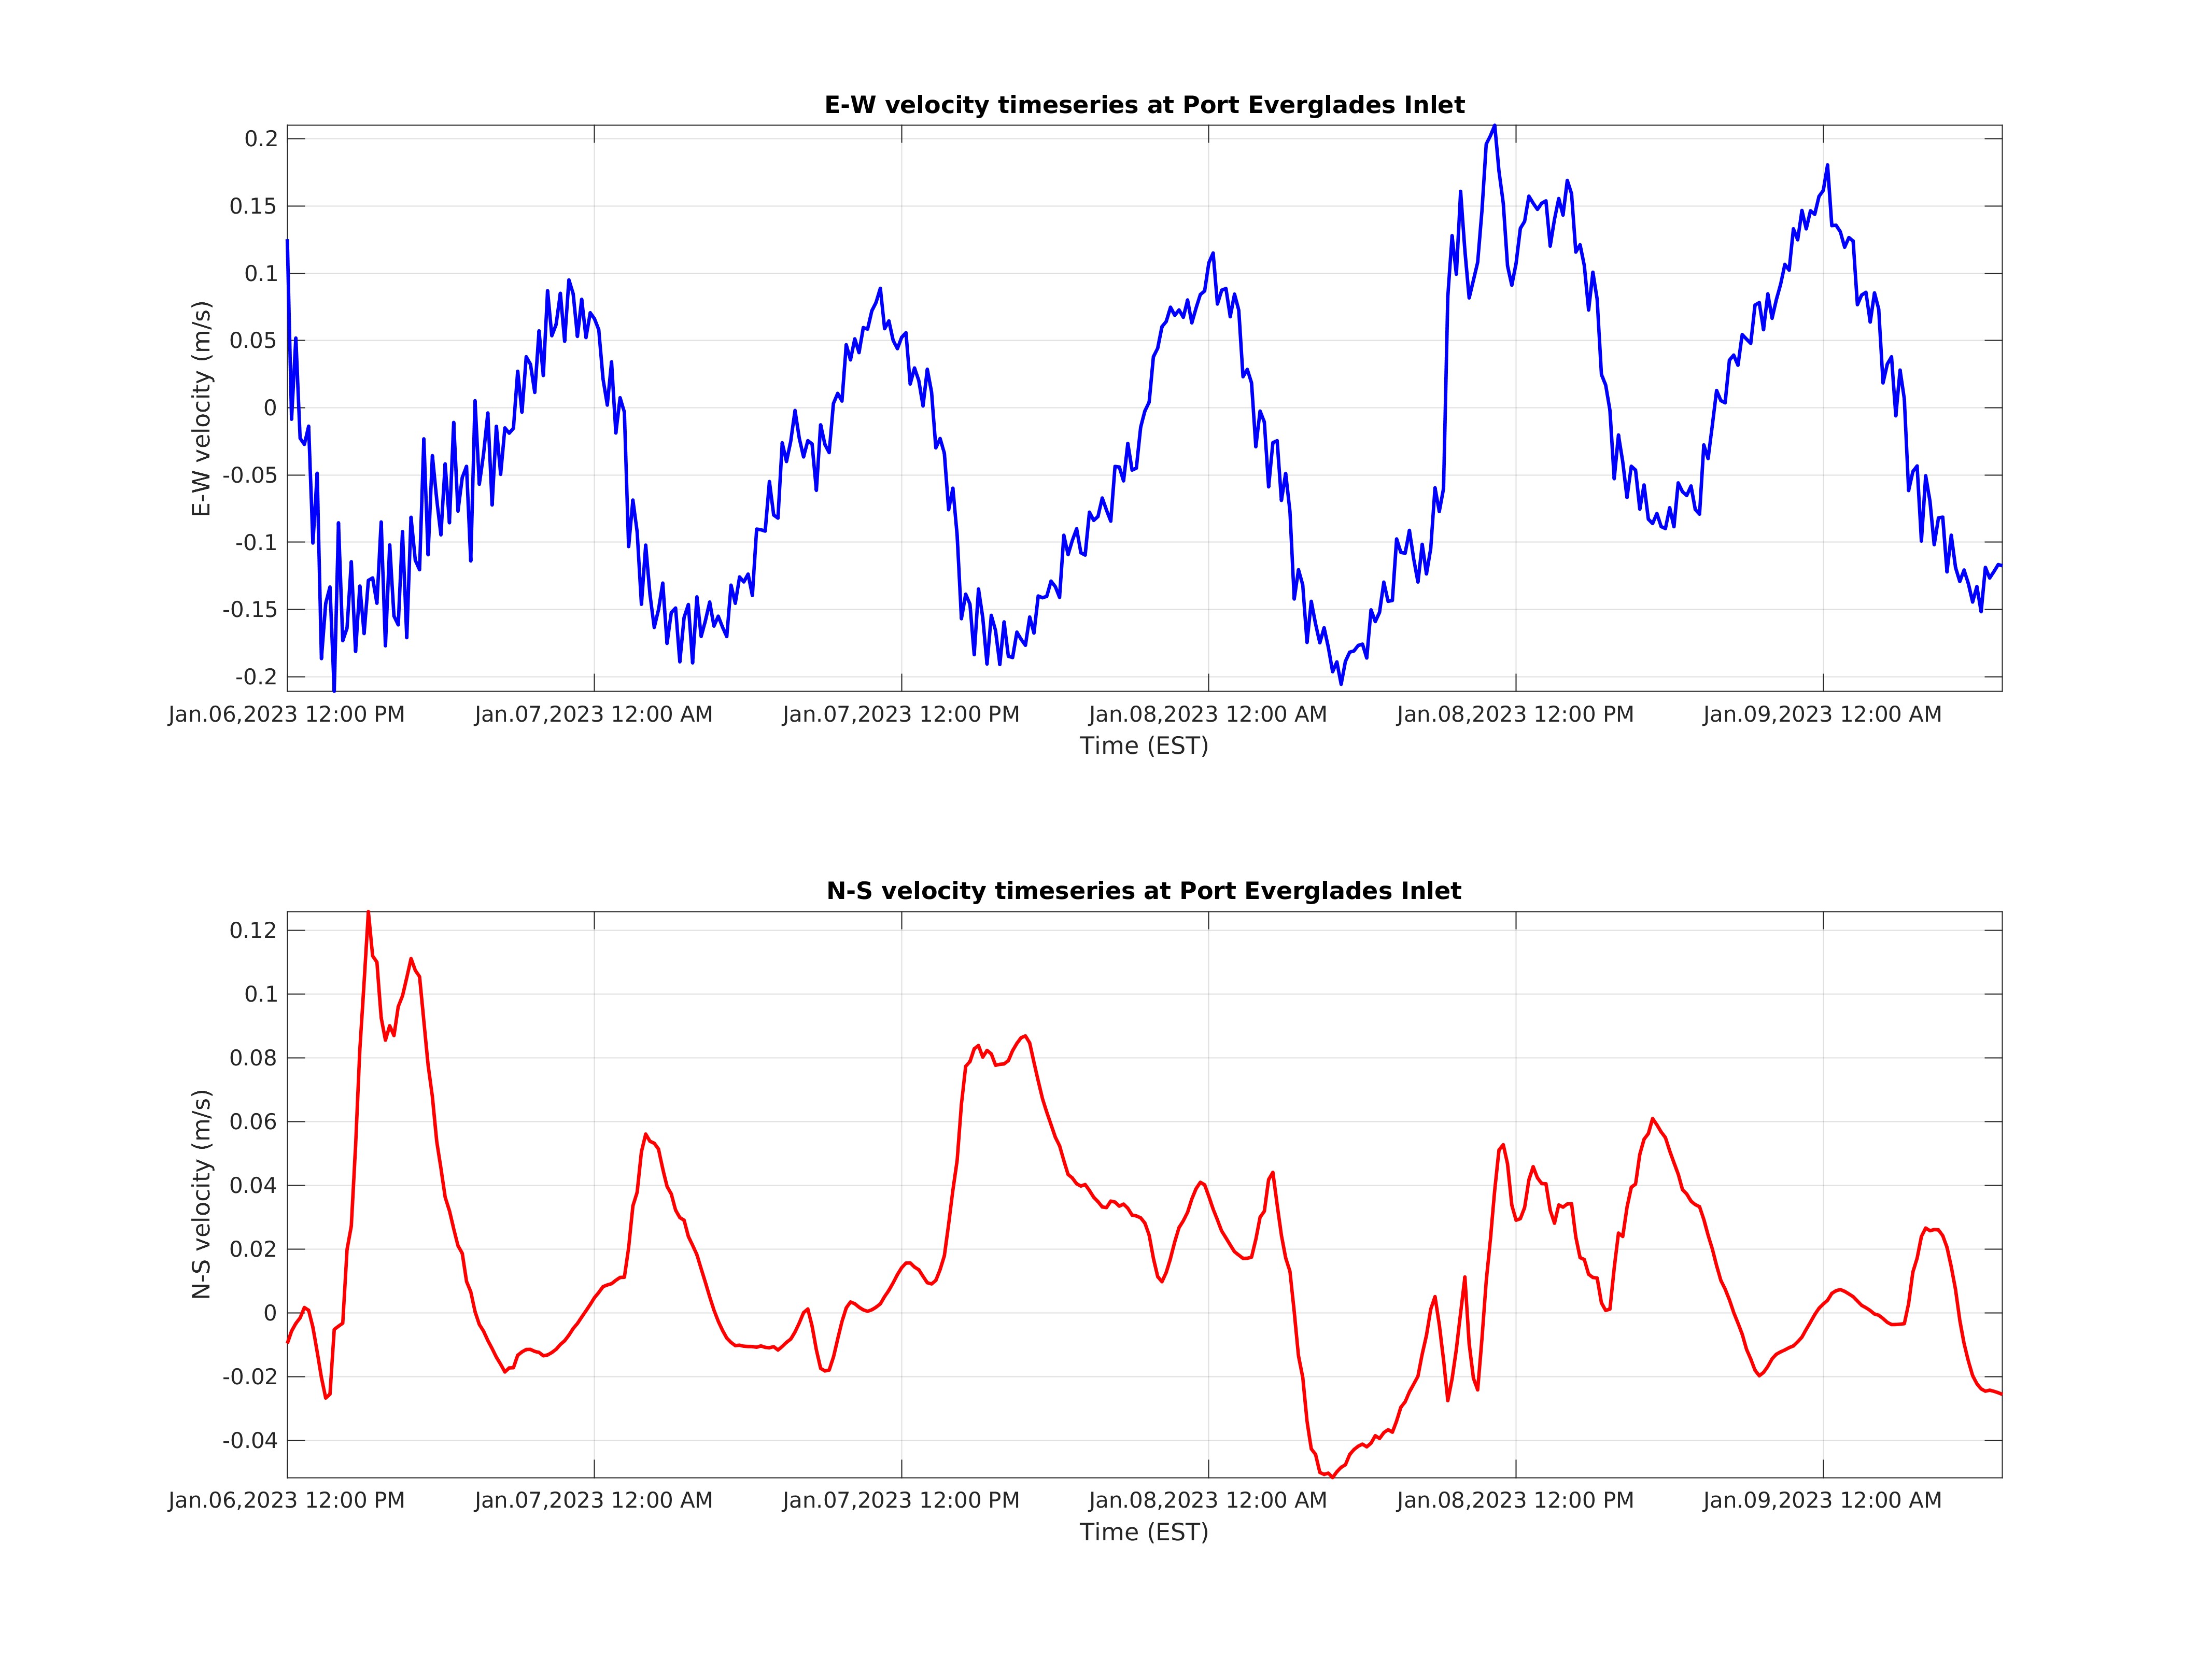 E-W velocity timeseries at Port Everglades Inlet
0.2
0.15
0.1
0.05
0
-0.05
-0.1
-0.15
-0.2
E-W velocity (m/s)
Jan.06,2023 12:00 PM Jan.07,2023 12:00 AM Jan.07,2023 12:00 PM Jan.08,2023 12:00 AM Jan.08,2023 12:00 PM Jan.09,2023 12:00 AM
Time (EST)
N-S velocity timeseries at Port Everglades Inlet
0.12
0.1
0.08
0.06
0.04
0.02
0
-0.02
-0.04
N-S velocity (m/s)
Jan.06,2023 12:00 PM Jan.07,2023 12:00 AM Jan.07,2023 12:00 PM Jan.08,2023 12:00 AM Jan.08,2023 12:00 PM Jan.09,2023 12:00 AM
Time (EST)